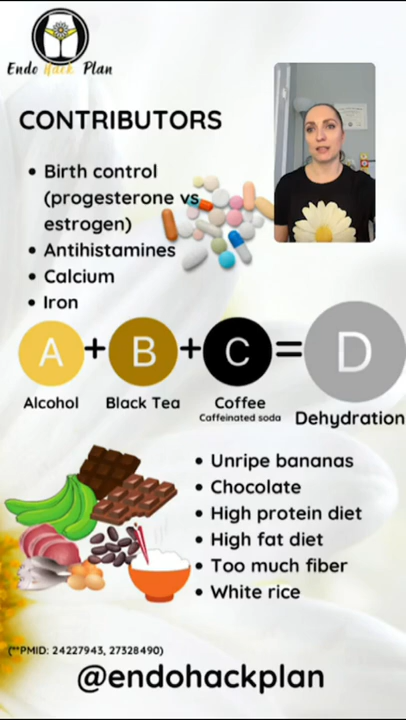 Endo Hack Plan
CONTRIBUTORS
• Birth control
(progesterone vs
estrogen)
• Antihistamines
• Calcium
• Iron
A + B + C = D
Alcohol Black Tea Coffee
Caffeinated soda
Dehydration
• Unripe bananas
• Chocolate
• High protein diet
• High fat diet
• Too much fiber
• White rice
(**PMID: 24227943, 27328490)
@endohackplan